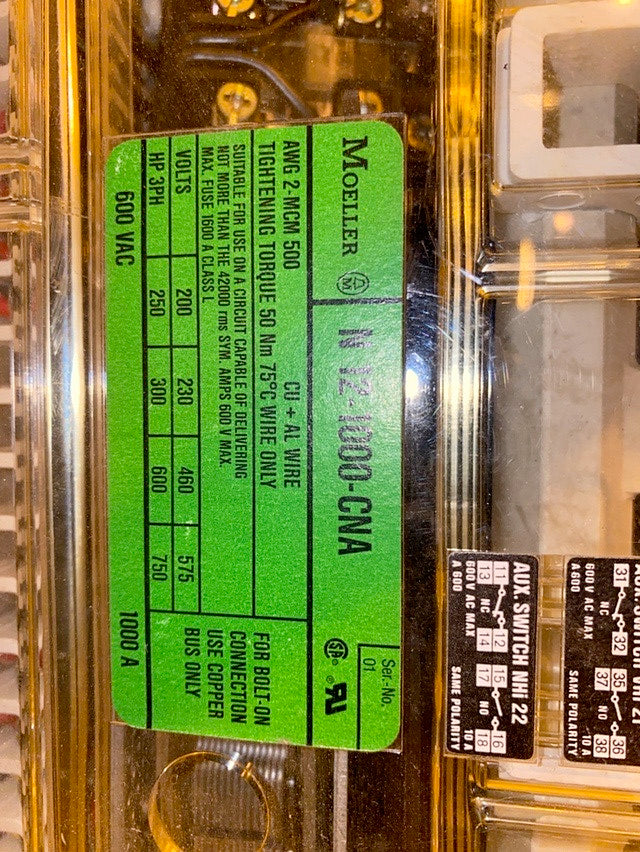 MOELLER
N 12-1000-CNA
Ser.-No.
01
AWG 2-MCM 500 CU + AL WIRE
TIGHTENING TORQUE 50 Nm 75°C WIRE ONLY
SUITABLE FOR USE ON A CIRCUIT CAPABLE OF DELIVERING
NOT MORE THAN THE 42000 rms SYM. AMPS 600 V MAX.
MAX. FUSE 1600 A CLASS L
VOLTS 200 230 460 575
HP 3PH 250 300 600 750
FOR BOLT-ON
CONNECTION
USE COPPER
BUS ONLY
600 VAC 1000 A
31 32 35 36
NC 37 NO 38
600 V AC MAX 10 A
A 600 SAME POLARITY
AUX. SWITCH NHI 22
11 12 15 16
13 NC 14 17 NO 18
600 V AC MAX 10 A
A 600 SAME POLARITY